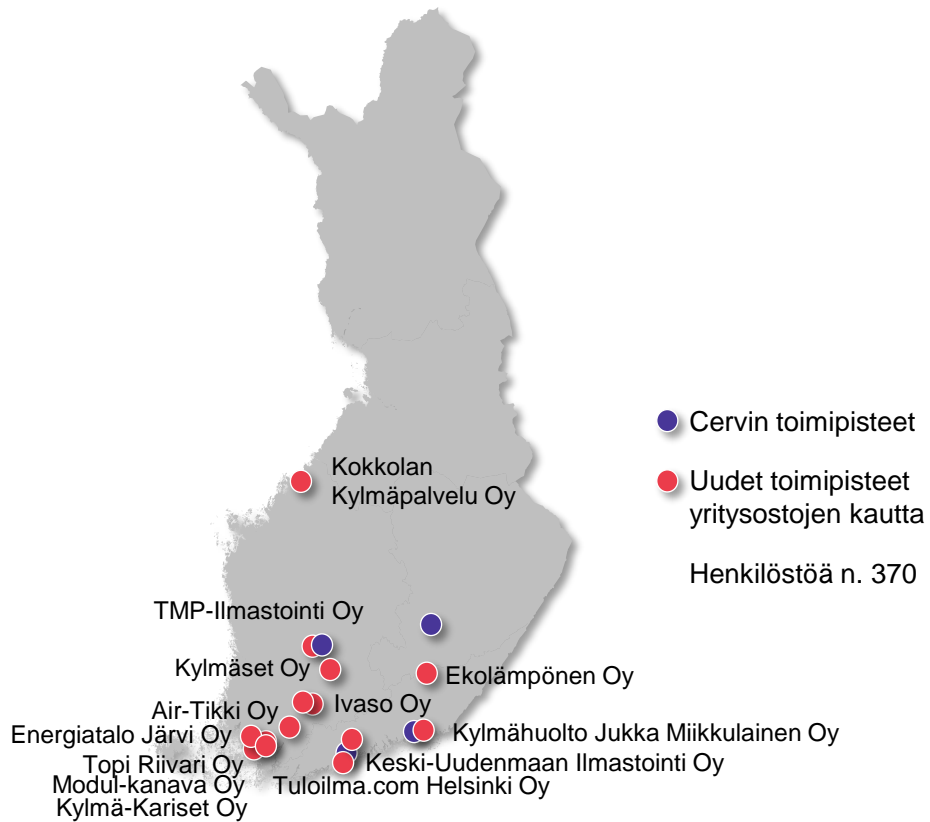 Cervin toimipisteet
Kokkolan
Kylmäpalvelu Oy
Uudet toimipisteet
yritysostojen kautta
Henkilöstöä n. 370
TMP-Ilmastointi Oy
Kylmäset Oy
Ekolämpönen Oy
Ivaso Oy
Air-Tikki Oy
Energiatalo Järvi Oy
Kylmähuolto Jukka Miikkulainen Oy
Topi Riivari Oy
Keski-Uudenmaan Ilmastointi Oy
Modul-kanava Oy
Tuloilma.com Helsinki Oy
Kylmä-Kariset Oy